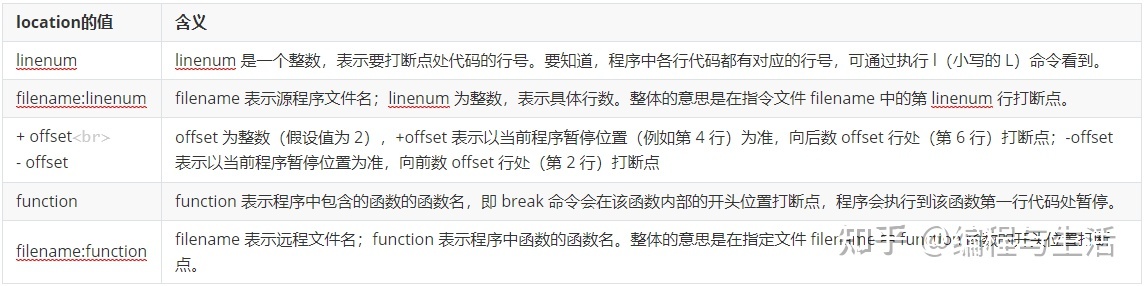 location的值 含义
linenum linenum 是一个整数，表示要打断点处代码的行号。要知道，程序中各行代码都有对应的行号，可通过执行 l（小写的 L）命令看到。
filename:linenum filename 表示源程序文件名；linenum 为整数，表示具体行数。整体的意思是在指令文件 filename 中的第 linenum 行打断点。
+ offset<br> offset 为整数（假设值为 2），+offset 表示以当前程序暂停位置（例如第 4 行）为准，向后数 offset 行处（第 6 行）打断点；-offset
- offset 表示以当前程序暂停位置为准，向前数 offset 行处（第 2 行）打断点
function function 表示程序中包含的函数的函数名，即 break 命令会在该函数内部的开头位置打断点，程序会执行到该函数第一行代码处暂停。
filename:function filename 表示远程文件名；function 表示程序中函数的函数名。整体的意思是在指定文件 filename function 的开头位置打断
点。
知乎 @编程与生活